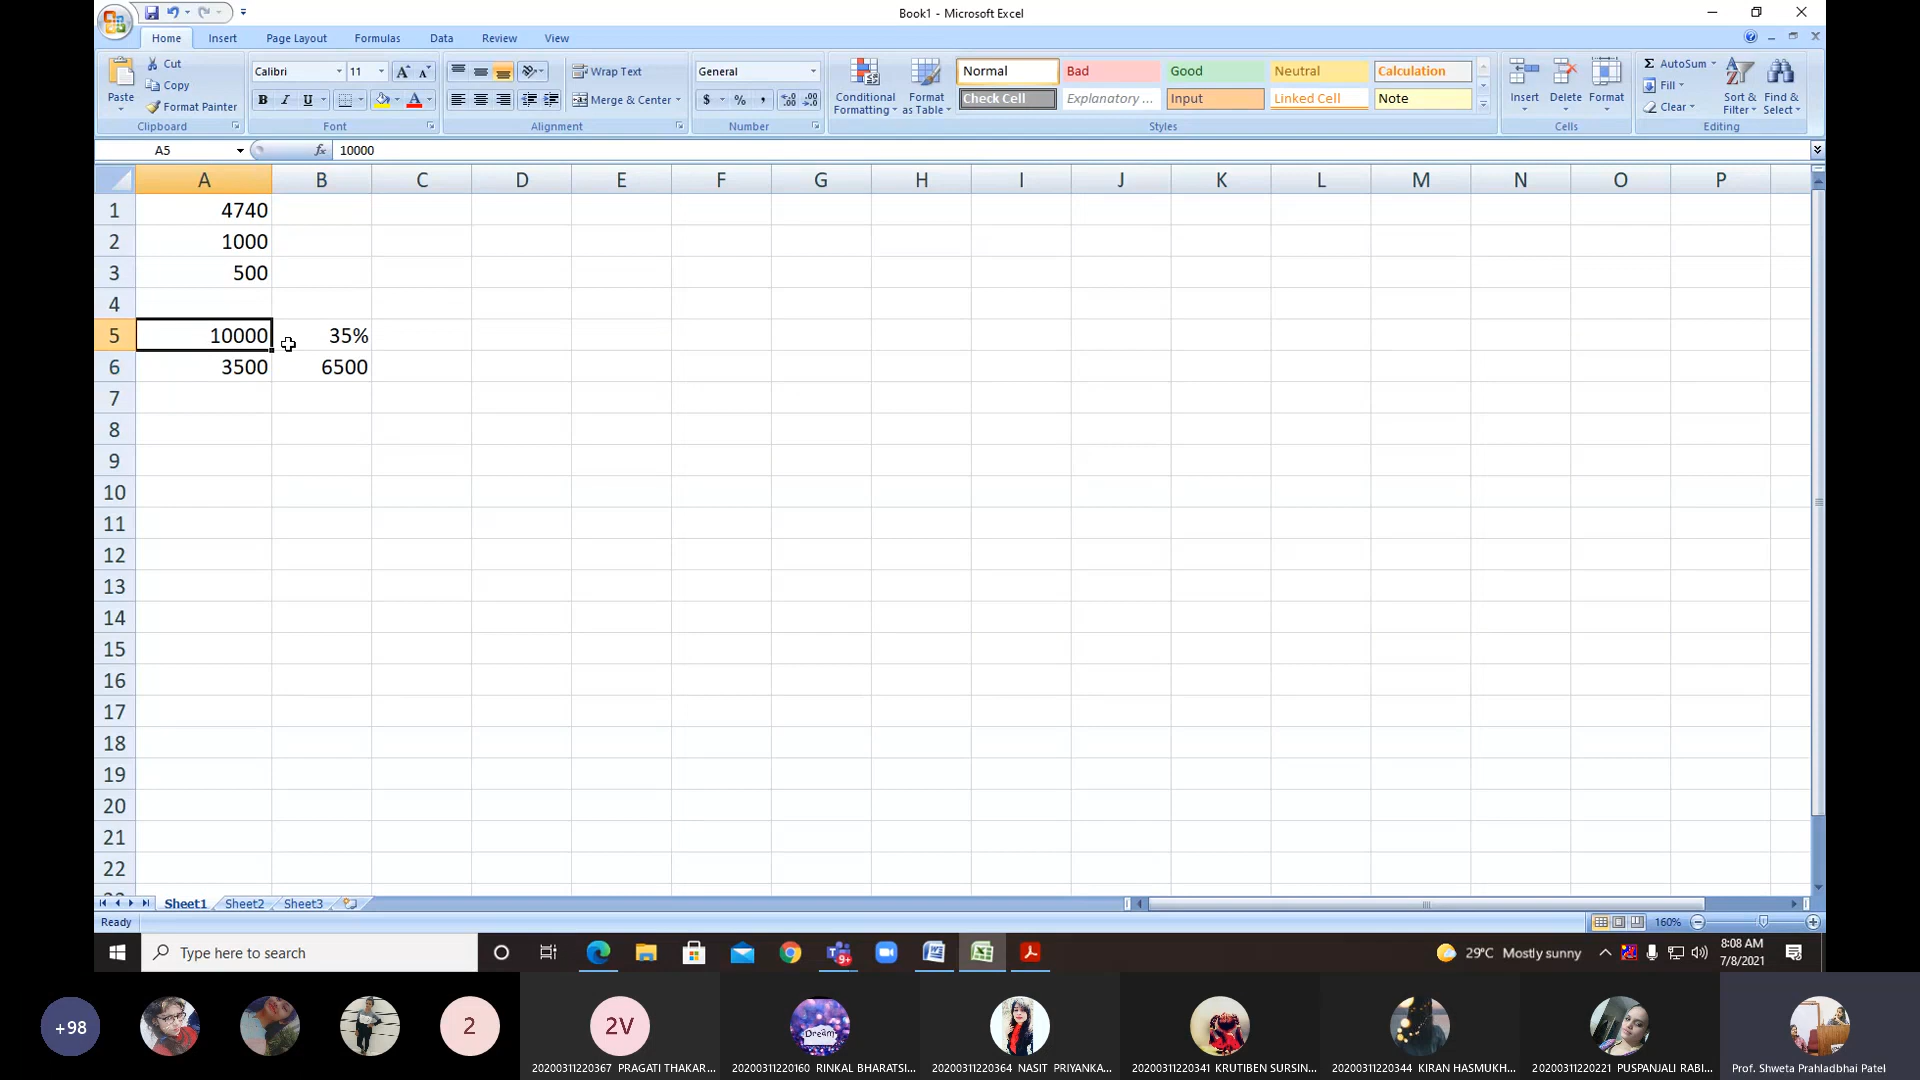 Book1 - Microsoft Excel
Home Insert Page Layout Formulas Data Review View
Cut
Copy
Format Painter
Paste
Clipboard
Calibri 11
B I U
Font
Wrap Text
Merge & Center
Alignment
General
$ % ,
Number
Conditional Formatting
Format as Table
Normal Bad Good Neutral Calculation
Check Cell Explanatory ... Input Linked Cell Note
Styles
Insert Delete Format
Cells
Σ AutoSum
Fill
Clear
Sort & Filter
Find & Select
Editing
A5 fx 10000
A B C D E F G H I J K L M N O P
1 4740
2 1000
3 500
4
5 10000 35%
6 3500 6500
7
8
9
10
11
12
13
14
15
16
17
18
19
20
21
22
Sheet1 Sheet2 Sheet3
Ready 160%
Type here to search
9+
29°C Mostly sunny
8:08 AM
7/8/2021
+98
2
2V
Dream
20200311220367 PRAGATI THAKAR...
20200311220160 RINKAL BHARATSI...
20200311220364 NASIT PRIYANKA...
20200311220341 KRUTIBEN SURSIN...
20200311220344 KIRAN HASMUKH...
20200311220221 PUSPANJALI RABI...
Prof. Shweta Prahladbhai Patel